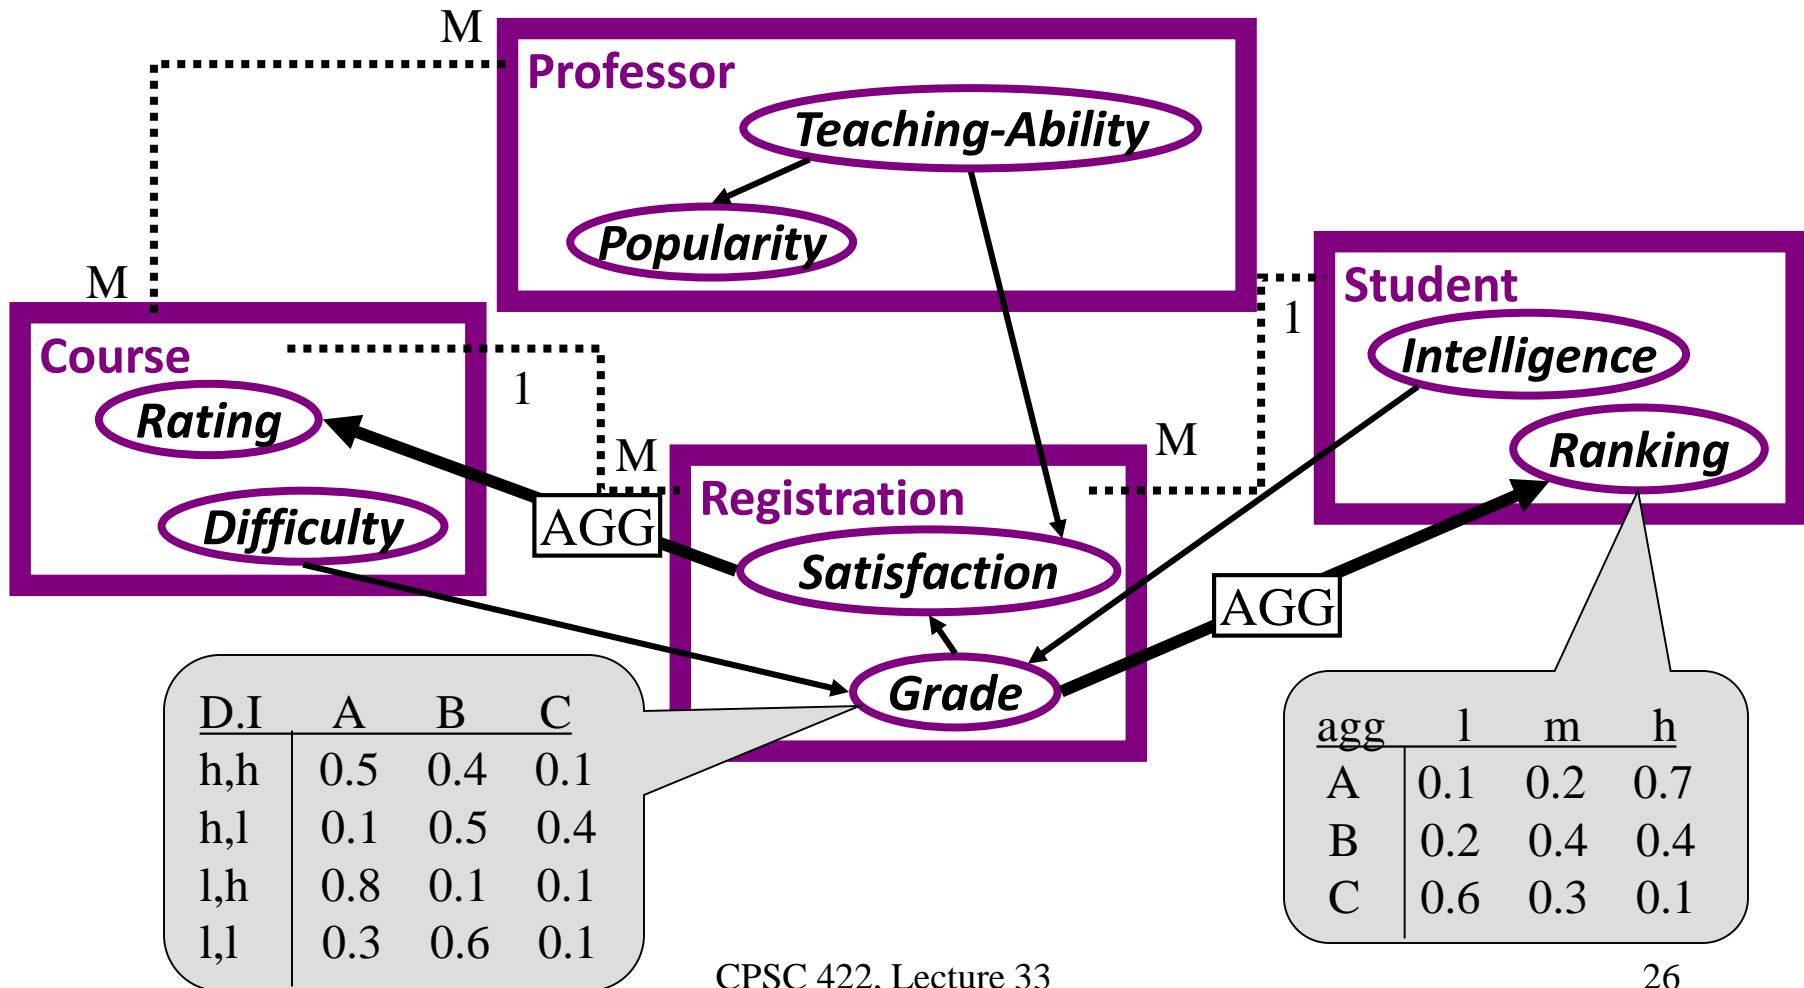 M
Professor
Teaching-Ability
Popularity
M
Student
1
Intelligence
Ranking
Course
1
Rating
Difficulty
M
M
Registration
AGG
Satisfaction
AGG
Grade
D.I A B C
h,h 0.5 0.4 0.1
h,l 0.1 0.5 0.4
l,h 0.8 0.1 0.1
l,l 0.3 0.6 0.1
agg l m h
A 0.1 0.2 0.7
B 0.2 0.4 0.4
C 0.6 0.3 0.1
CPSC 422, Lecture 33
26